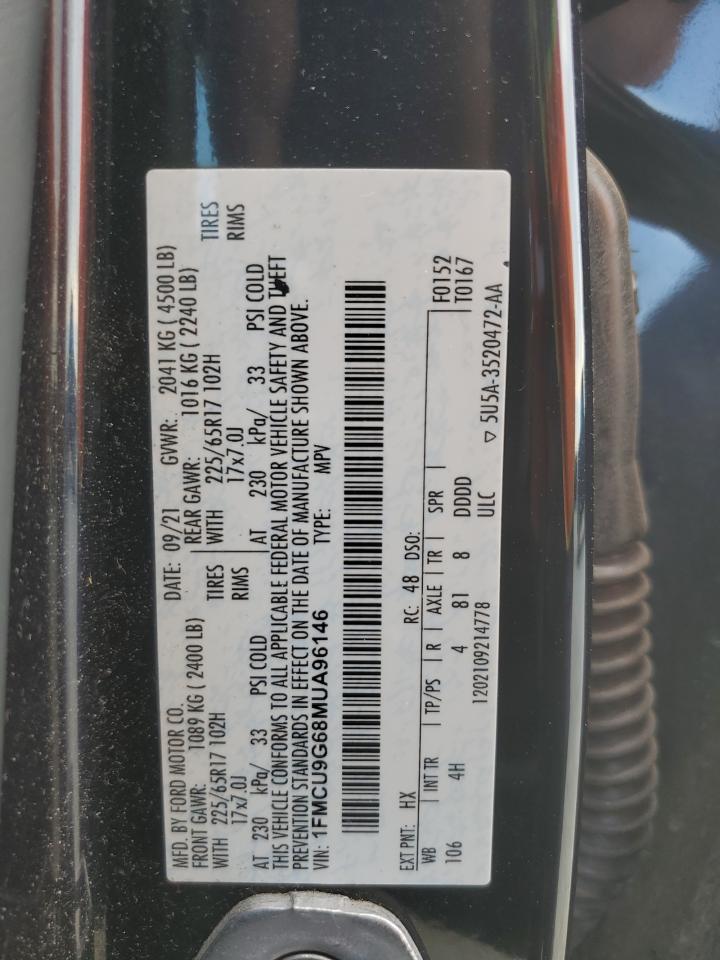 MFD. BY FORD MOTOR CO. DATE: 09/21 GVWR: 2041 KG ( 4500 LB)
FRONT GAWR: 1089 KG ( 2400 LB) REAR GAWR: 1016 KG ( 2240 LB)
WITH 225/65R17 102H TIRES WITH 225/65R17 102H TIRES
17x7.0J RIMS 17x7.0J RIMS
AT 230 kPa/ 33 PSI COLD AT 230 kPa/ 33 PSI COLD
THIS VEHICLE CONFORMS TO ALL APPLICABLE FEDERAL MOTOR VEHICLE SAFETY AND THEFT
PREVENTION STANDARDS IN EFFECT ON THE DATE OF MANUFACTURE SHOWN ABOVE.
VIN: 1FMCU9G68MUA96146 TYPE: MPV
EXT PNT: HX RC: 48 DSO: F0152
WB INT TR TP/PS R AXLE TR SPR T0167
106 4H 4 81 8 DDDD
1202109214778 ULC ▽ 5U5A-3520472-AA